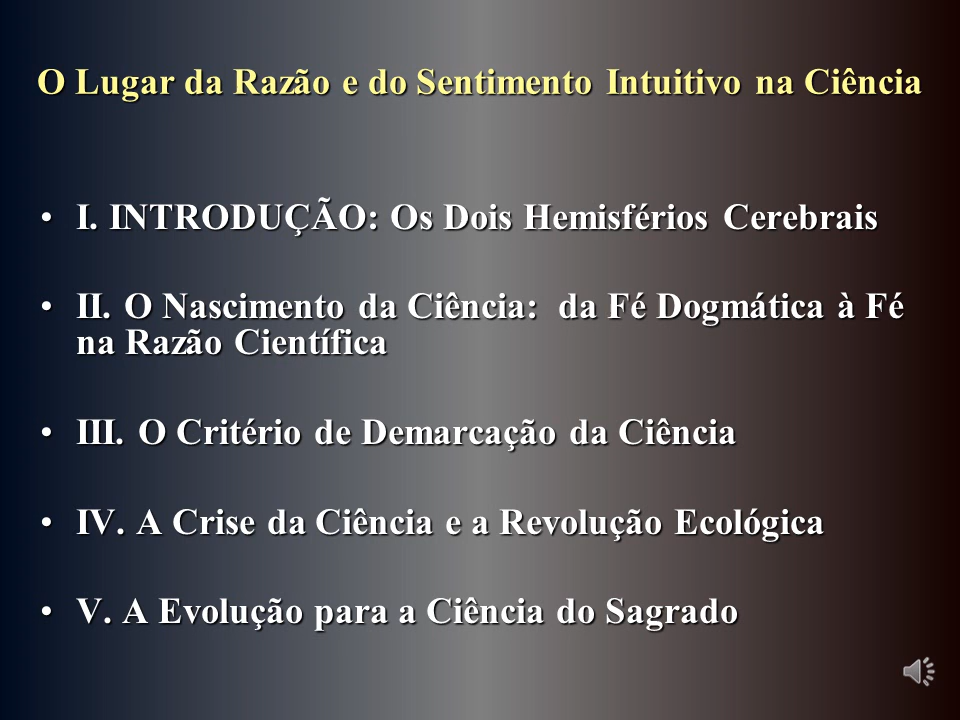 O Lugar da Razão e do Sentimento Intuitivo na Ciência
• I. INTRODUÇÃO: Os Dois Hemisférios Cerebrais
• II. O Nascimento da Ciência: da Fé Dogmática à Fé
na Razão Científica
• III. O Critério de Demarcação da Ciência
• IV. A Crise da Ciência e a Revolução Ecológica
• V. A Evolução para a Ciência do Sagrado